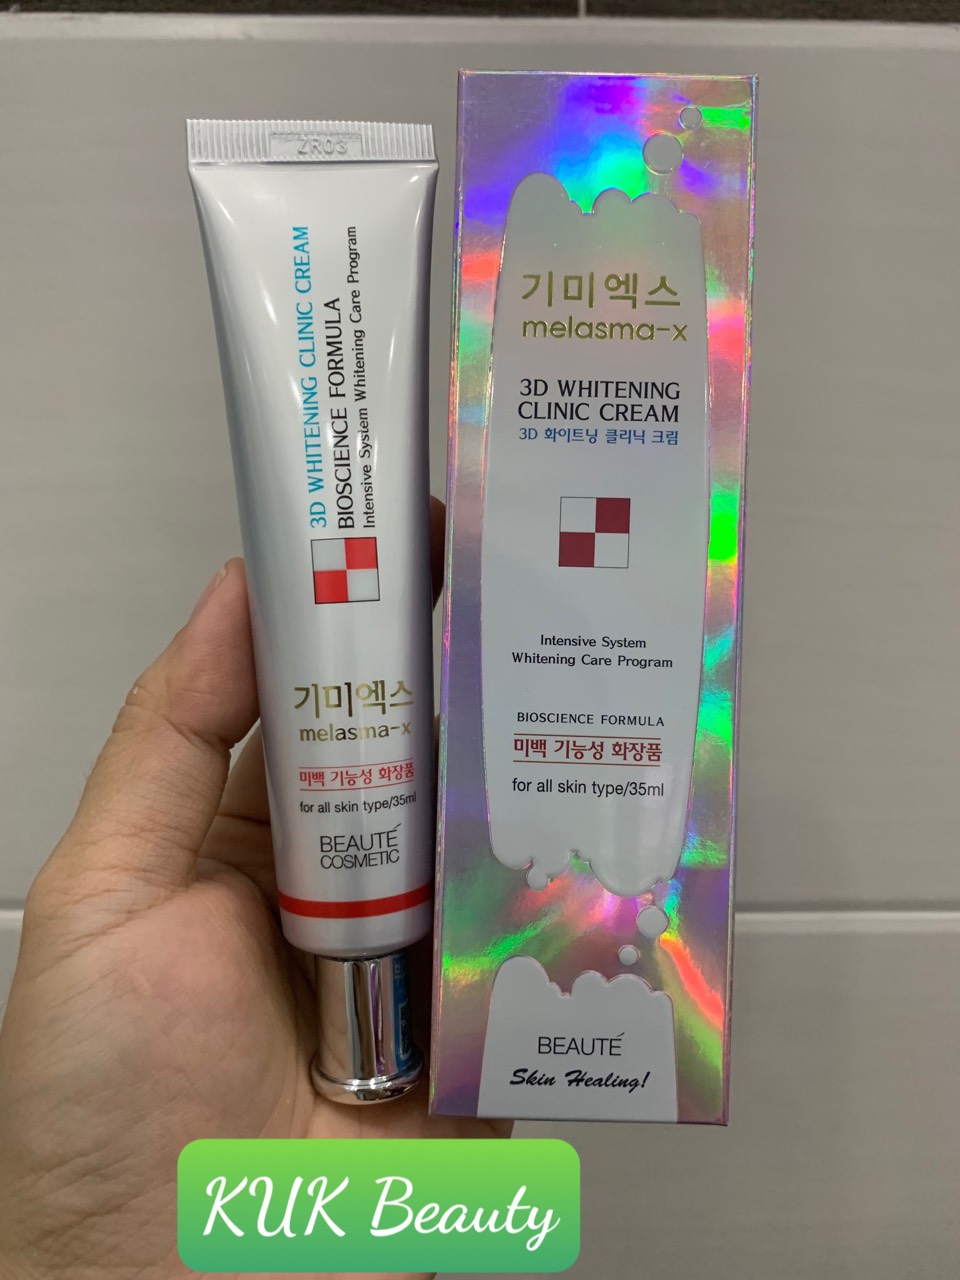 ZR03
3D WHITENING CLINIC CREAM
BIOSCIENCE FORMULA
Intensive System Whitening Care Program
기미엑스
melasma-x
미백 기능성 화장품
for all skin type/35ml
BEAUTÉ
COSMETIC
기미엑스
melasma-x
3D WHITENING
CLINIC CREAM
3D 화이트닝 클리닉 크림
Intensive System
Whitening Care Program
BIOSCIENCE FORMULA
미백 기능성 화장품
for all skin type/35ml
BEAUTÉ
Skin Healing!
KUK Beauty